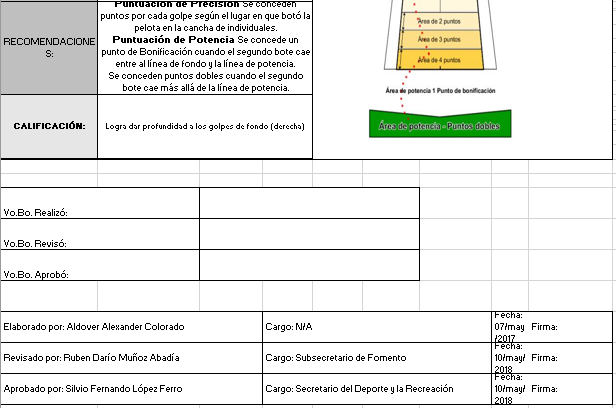 Puntuación de Precisión Se conceden
puntos por cada golpe según el lugar en que botó la
pelota en la cancha de individuales.
RECOMENDACIONE
S:
Puntuación de Potencia Se concede un
punto de Bonificación cuando el segundo bote cae
entre al línea de fondo y la línea de potencia.
Se conceden puntos dobles cuando el segundo
bote cae más allá de la línea de potencia.
Área de 2 puntos
Área de 3 puntos
Área de 4 puntos
Área de potencia 1 Punto de bonificación
Área de potencia - Puntos dobles
CALIFICACIÓN:
Logra dar profundidad a los golpes de fondo (derecha)
Vo.Bo. Realizó:
Vo.Bo. Revisó:
Vo.Bo. Aprobó:
Elaborado por: Aldover Alexander Colorado
Cargo: N/A
Fecha:
07/may
/2017
Firma:
Revisado por: Ruben Darío Muñoz Abadía
Cargo: Subsecretario de Fomento
Fecha:
10/may/
2018
Firma:
Aprobado por: Silvio Fernando López Ferro
Cargo: Secretario del Deporte y la Recreación
Fecha:
10/may/
2018
Firma: